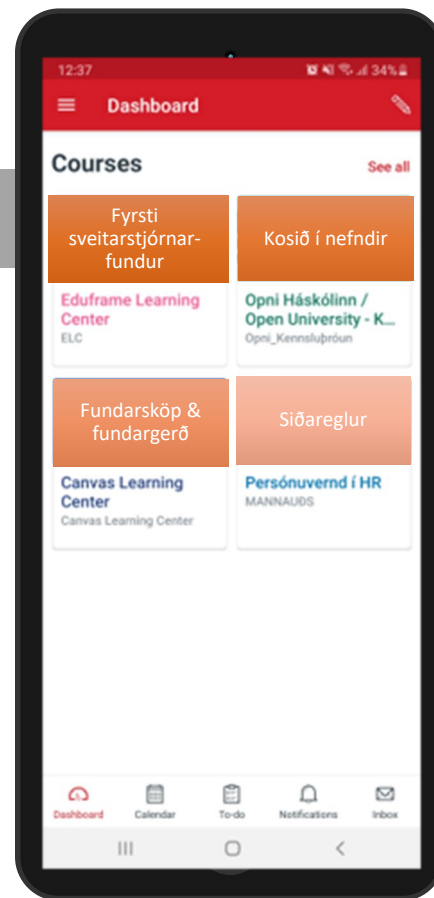 12:37
34%
Dashboard
Courses
See all
Fyrsti
sveitarstjórnar-
fundur
Kosið í nefndir
Eduframe Learning
Center
ELC
Opni Háskólinn /
Open University - K...
Opni_Kennsluþróun
Fundarsköp &
fundargerð
Siðareglur
Canvas Learning
Center
Canvas Learning Center
Persónuvernd í HR
MANNAUÐS
Dashboard
Calendar
To-do
Notifications
Inbox